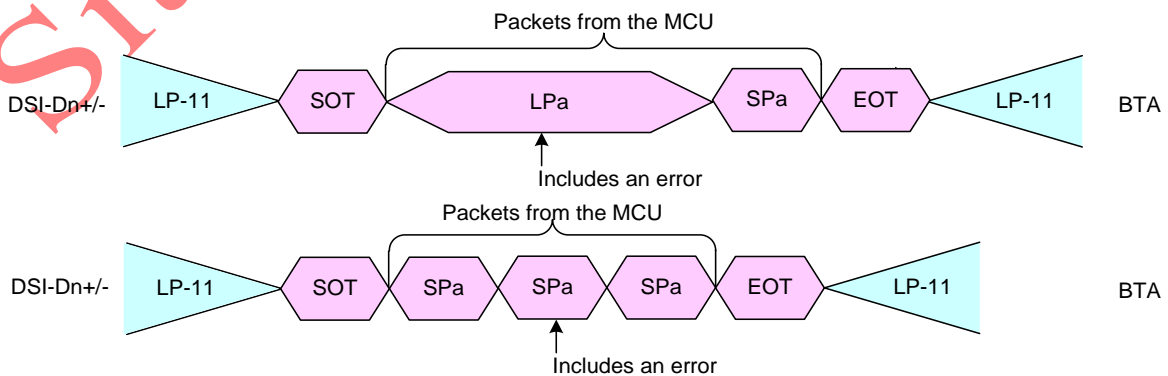 Packets from the MCU
DSI-Dn+/- LP-11 SOT LPa SPa EOT LP-11 BTA
Includes an error
Packets from the MCU
DSI-Dn+/- LP-11 SOT SPa SPa SPa EOT LP-11 BTA
Includes an error